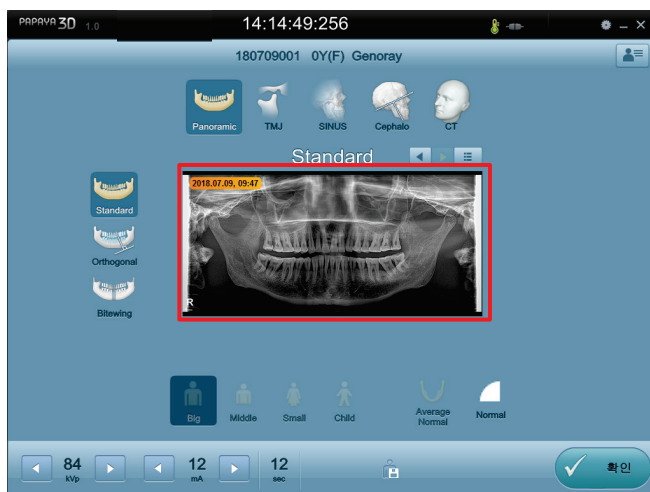 PAPAYA 3D 1.0 14:14:49:256
180709001 0Y(F) Genoray
Panoramic TMJ SINUS Cephalo CT
Standard
2018.07.09, 09:47
R
Standard
Orthogonal
Bitewing
Big Middle Small Child Average Normal Normal
84 kVp 12 mA 12 sec 확인